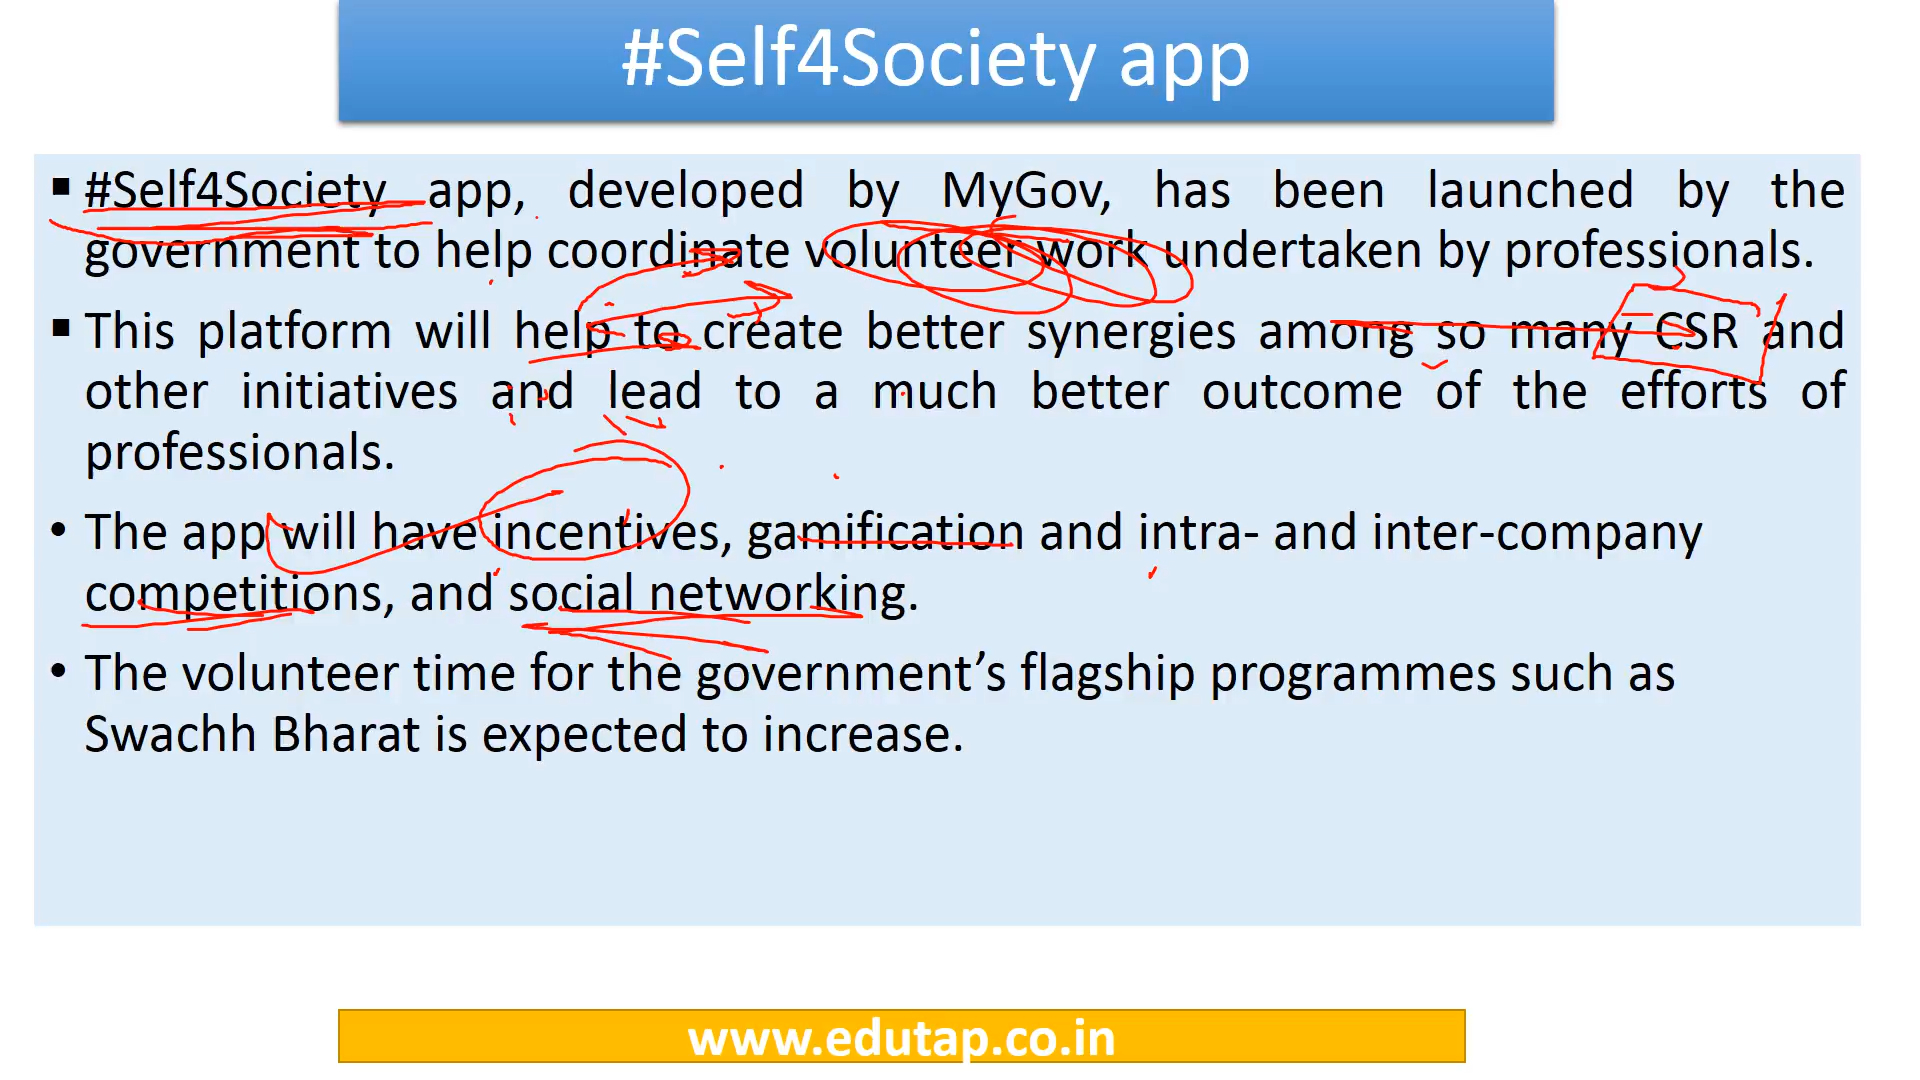 #Self4Society app
▪ #Self4Society app, developed by MyGov, has been launched by the
government to help coordinate volunteer work undertaken by professionals.
▪ This platform will help to create better synergies among so many CSR and
other initiatives and lead to a much better outcome of the efforts of
professionals.
• The app will have incentives, gamification and intra- and inter-company
competitions, and social networking.
• The volunteer time for the government’s flagship programmes such as
Swachh Bharat is expected to increase.
www.edutap.co.in